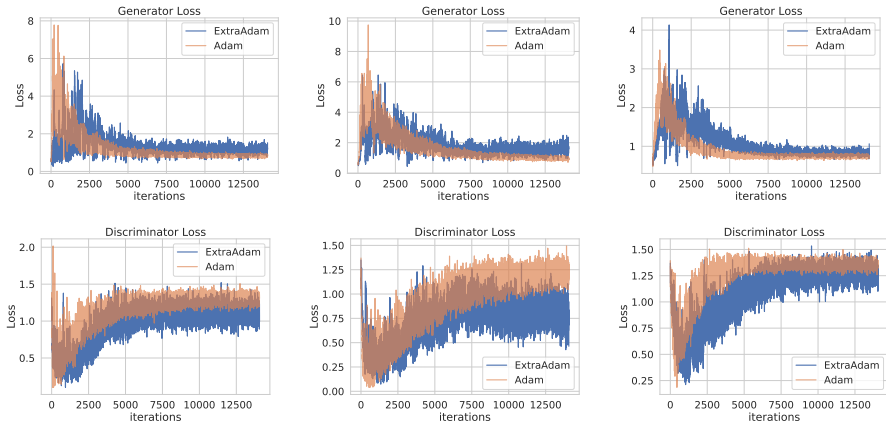 Generator Loss
Loss
8
6
4
2
0
0 2500 5000 7500 10000 12500
iterations
ExtraAdam
Adam
Generator Loss
Loss
10
8
6
4
2
0
0 2500 5000 7500 10000 12500
iterations
ExtraAdam
Adam
Generator Loss
Loss
4
3
2
1
0 2500 5000 7500 10000 12500
iterations
ExtraAdam
Adam
Discriminator Loss
Loss
2.0
1.5
1.0
0.5
0 2500 5000 7500 10000 12500
iterations
ExtraAdam
Adam
Discriminator Loss
Loss
1.50
1.25
1.00
0.75
0.50
0.25
0.00
0 2500 5000 7500 10000 12500
iterations
ExtraAdam
Adam
Discriminator Loss
Loss
1.50
1.25
1.00
0.75
0.50
0.25
0 2500 5000 7500 10000 12500
iterations
ExtraAdam
Adam